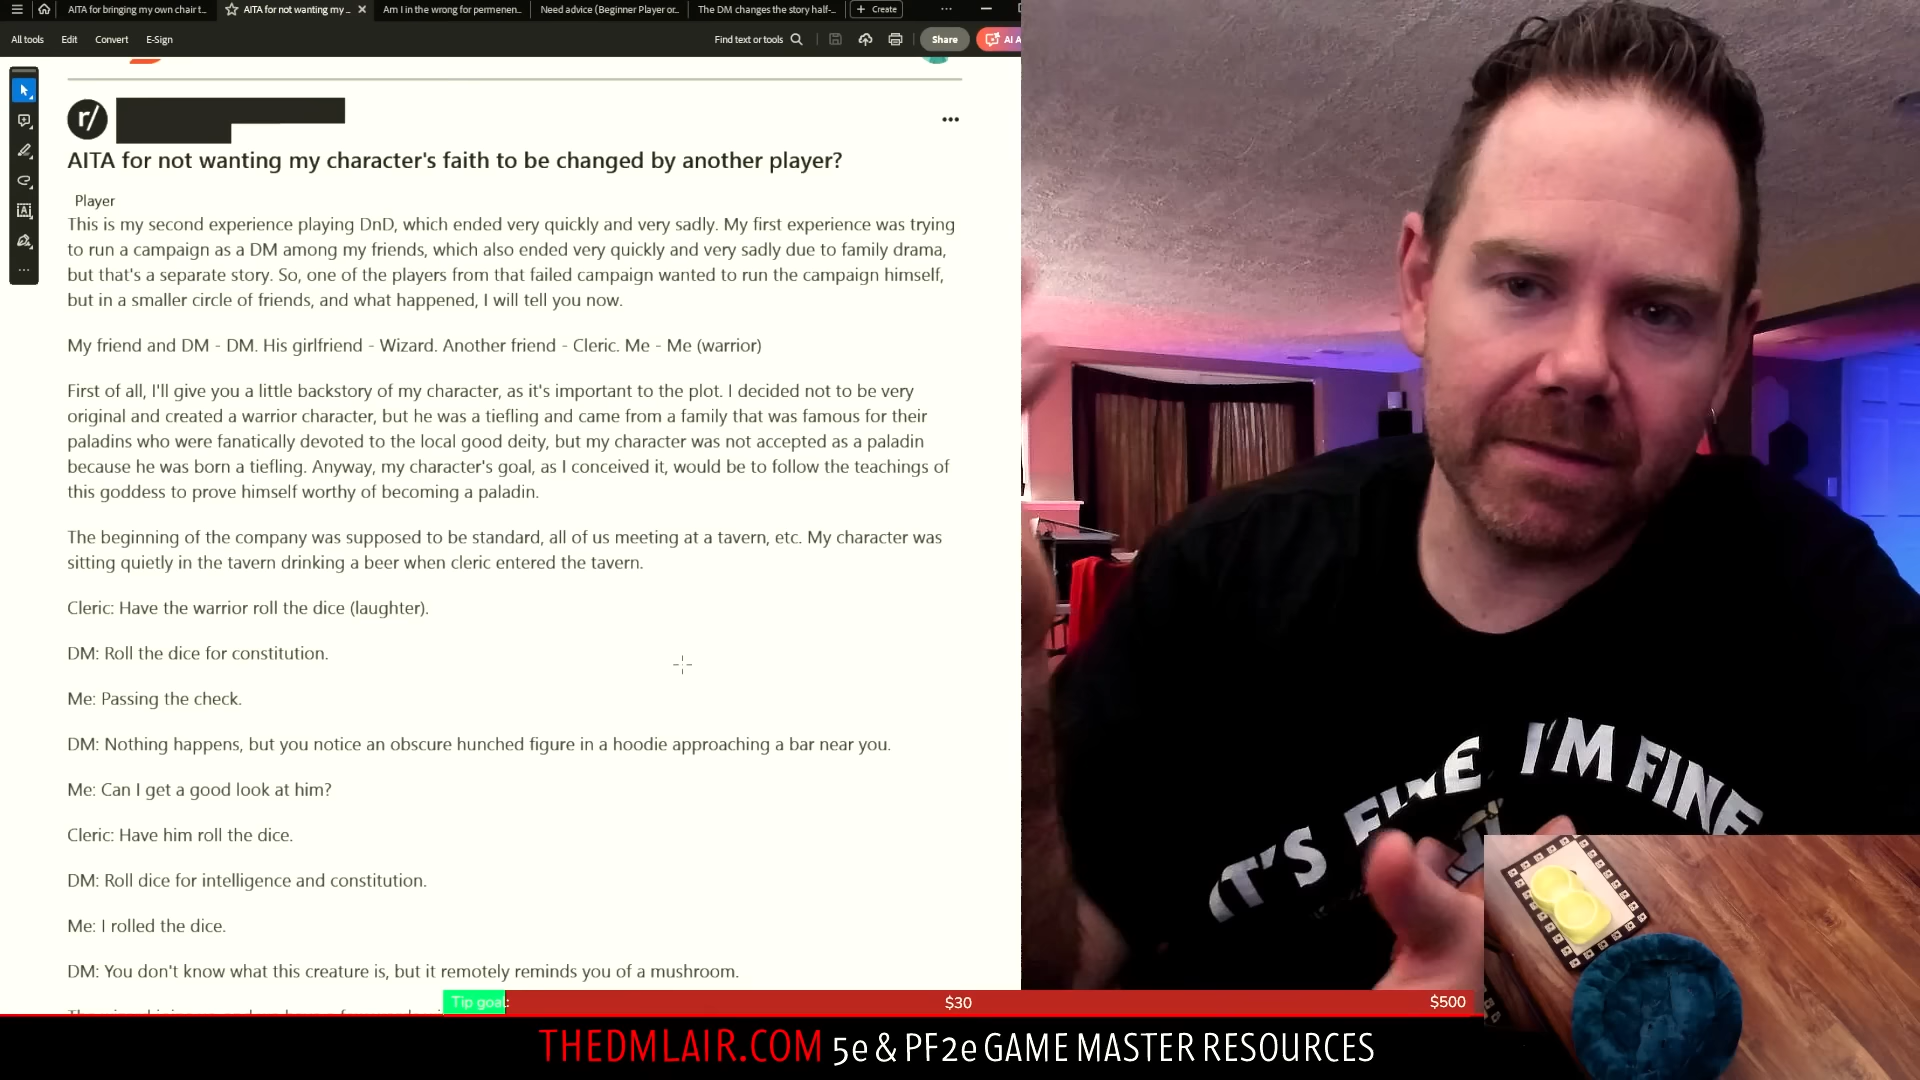 AITA for bringing my own chair t...
AITA for not wanting my ...
Am I in the wrong for permenen...
Need advice (Beginner Player or...
The DM changes the story half-...
+ Create
All tools
Edit
Convert
E-Sign
Find text or tools
Share
AI A
r/
AITA for not wanting my character's faith to be changed by another player?
Player
This is my second experience playing DnD, which ended very quickly and very sadly. My first experience was trying
to run a campaign as a DM among my friends, which also ended very quickly and very sadly due to family drama,
but that's a separate story. So, one of the players from that failed campaign wanted to run the campaign himself,
but in a smaller circle of friends, and what happened, I will tell you now.
My friend and DM - DM. His girlfriend - Wizard. Another friend - Cleric. Me - Me (warrior)
First of all, I'll give you a little backstory of my character, as it's important to the plot. I decided not to be very
original and created a warrior character, but he was a tiefling and came from a family that was famous for their
paladins who were fanatically devoted to the local good deity, but my character was not accepted as a paladin
because he was born a tiefling. Anyway, my character's goal, as I conceived it, would be to follow the teachings of
this goddess to prove himself worthy of becoming a paladin.
The beginning of the company was supposed to be standard, all of us meeting at a tavern, etc. My character was
sitting quietly in the tavern drinking a beer when cleric entered the tavern.
Cleric: Have the warrior roll the dice (laughter).
DM: Roll the dice for constitution.
Me: Passing the check.
DM: Nothing happens, but you notice an obscure hunched figure in a hoodie approaching a bar near you.
Me: Can I get a good look at him?
Cleric: Have him roll the dice.
DM: Roll dice for intelligence and constitution.
Me: I rolled the dice.
DM: You don't know what this creature is, but it remotely reminds you of a mushroom.
IT'S FINE I'M FINE
Tip goal:
$30
$500
THEDMLAIR.COM 5e & PF2e GAME MASTER RESOURCES